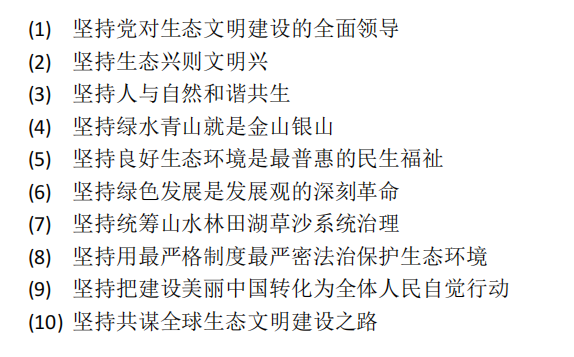 (1) 坚持党对生态文明建设的全面领导
(2) 坚持生态兴则文明兴
(3) 坚持人与自然和谐共生
(4) 坚持绿水青山就是金山银山
(5) 坚持良好生态环境是最普惠的民生福祉
(6) 坚持绿色发展是发展观的深刻革命
(7) 坚持统筹山水林田湖草沙系统治理
(8) 坚持用最严格制度最严密法治保护生态环境
(9) 坚持把建设美丽中国转化为全体人民自觉行动
(10) 坚持共谋全球生态文明建设之路